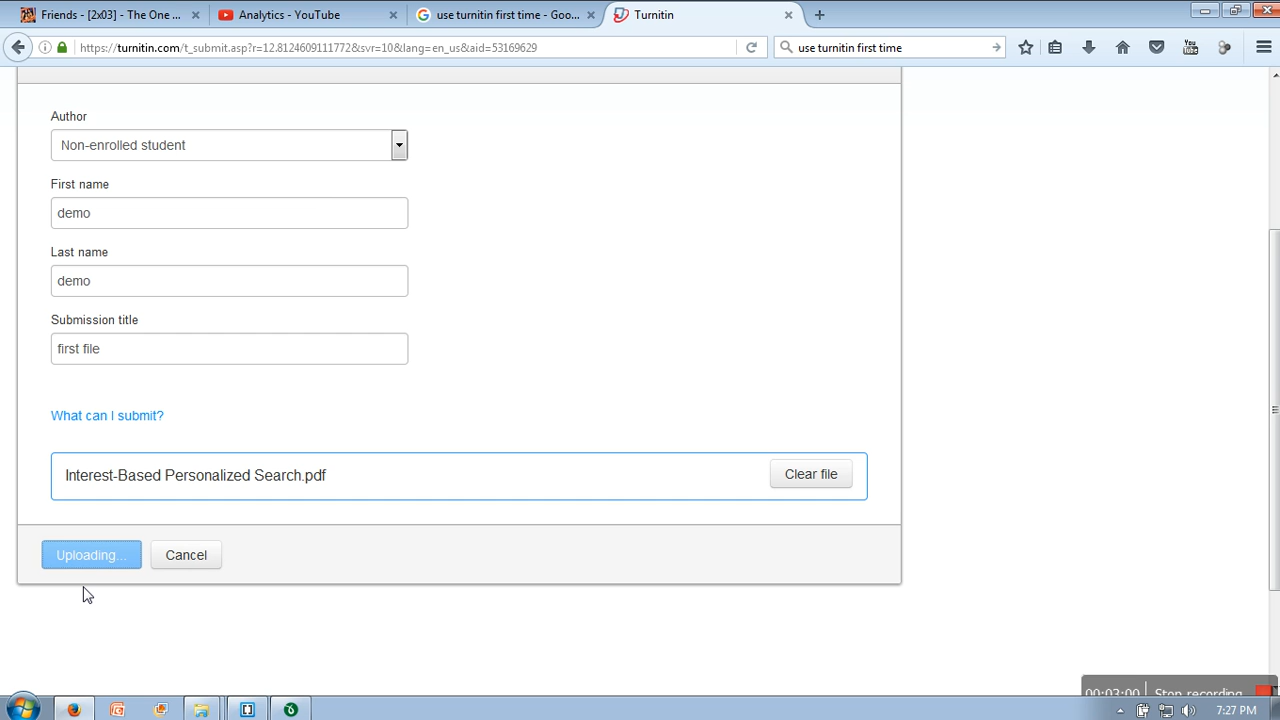 Friends - [2x03] - The One ...
Analytics - YouTube
use turnitin first time - Goo...
Turnitin
https://turnitin.com/t_submit.asp?r=12.8124609111772&svr=10&lang=en_us&aid=53169629
use turnitin first time
Author
Non-enrolled student
First name
demo
Last name
demo
Submission title
first file
What can I submit?
Interest-Based Personalized Search.pdf
Clear file
Uploading...
Cancel
00:03:00
Stop recording
7:27 PM